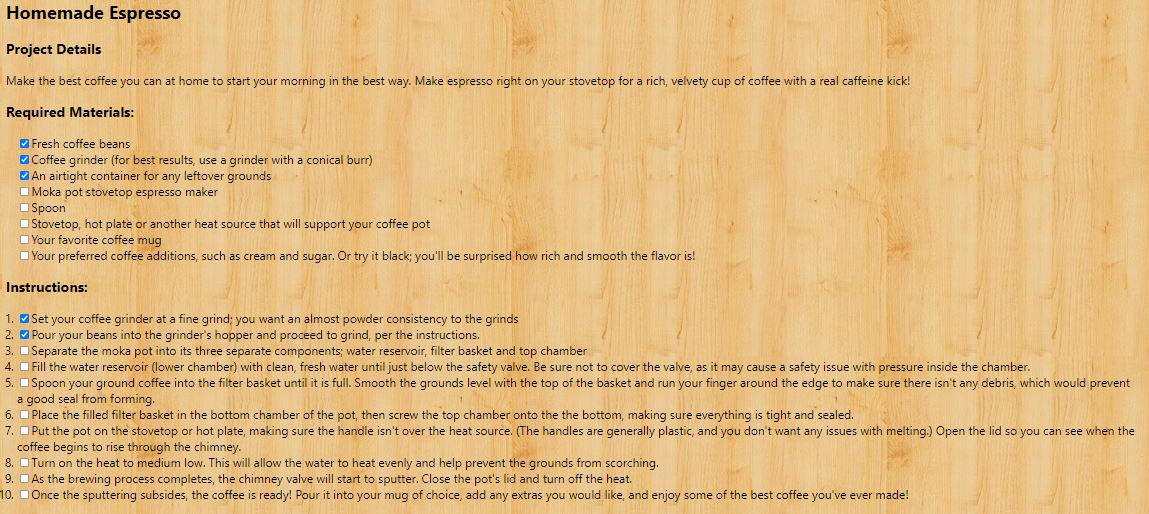 Homemade Espresso
Project Details
Make the best coffee you can at home to start your morning in the best way. Make espresso right on your stovetop for a rich, velvety cup of coffee with a real caffeine kick!
Required Materials:
Fresh coffee beans
Coffee grinder (for best results, use a grinder with a conical burr)
An airtight container for any leftover grounds
Moka pot stovetop espresso maker
Spoon
Stovetop, hot plate or another heat source that will support your coffee pot
Your favorite coffee mug
Your preferred coffee additions, such as cream and sugar. Or try it black; you'll be surprised how rich and smooth the flavor is!
Instructions:
1. Set your coffee grinder at a fine grind; you want an almost powder consistency to the grinds
2. Pour your beans into the grinder's hopper and proceed to grind, per the instructions.
3. Separate the moka pot into its three separate components; water reservoir, filter basket and top chamber
4. Fill the water reservoir (lower chamber) with clean, fresh water until just below the safety valve. Be sure not to cover the valve, as it may cause a safety issue with pressure inside the chamber.
5. Spoon your ground coffee into the filter basket until it is full. Smooth the grounds level with the top of the basket and run your finger around the edge to make sure there isn't any debris, which would prevent
a good seal from forming.
6. Place the filled filter basket in the bottom chamber of the pot, then screw the top chamber onto the the bottom, making sure everything is tight and sealed.
7. Put the pot on the stovetop or hot plate, making sure the handle isn't over the heat source. (The handles are generally plastic, and you don't want any issues with melting.) Open the lid so you can see when the
coffee begins to rise through the chimney.
8. Turn on the heat to medium low. This will allow the water to heat evenly and help prevent the grounds from scorching.
9. As the brewing process completes, the chimney valve will start to sputter. Close the pot's lid and turn off the heat.
10. Once the sputtering subsides, the coffee is ready! Pour it into your mug of choice, add any extras you would like, and enjoy some of the best coffee you've ever made!